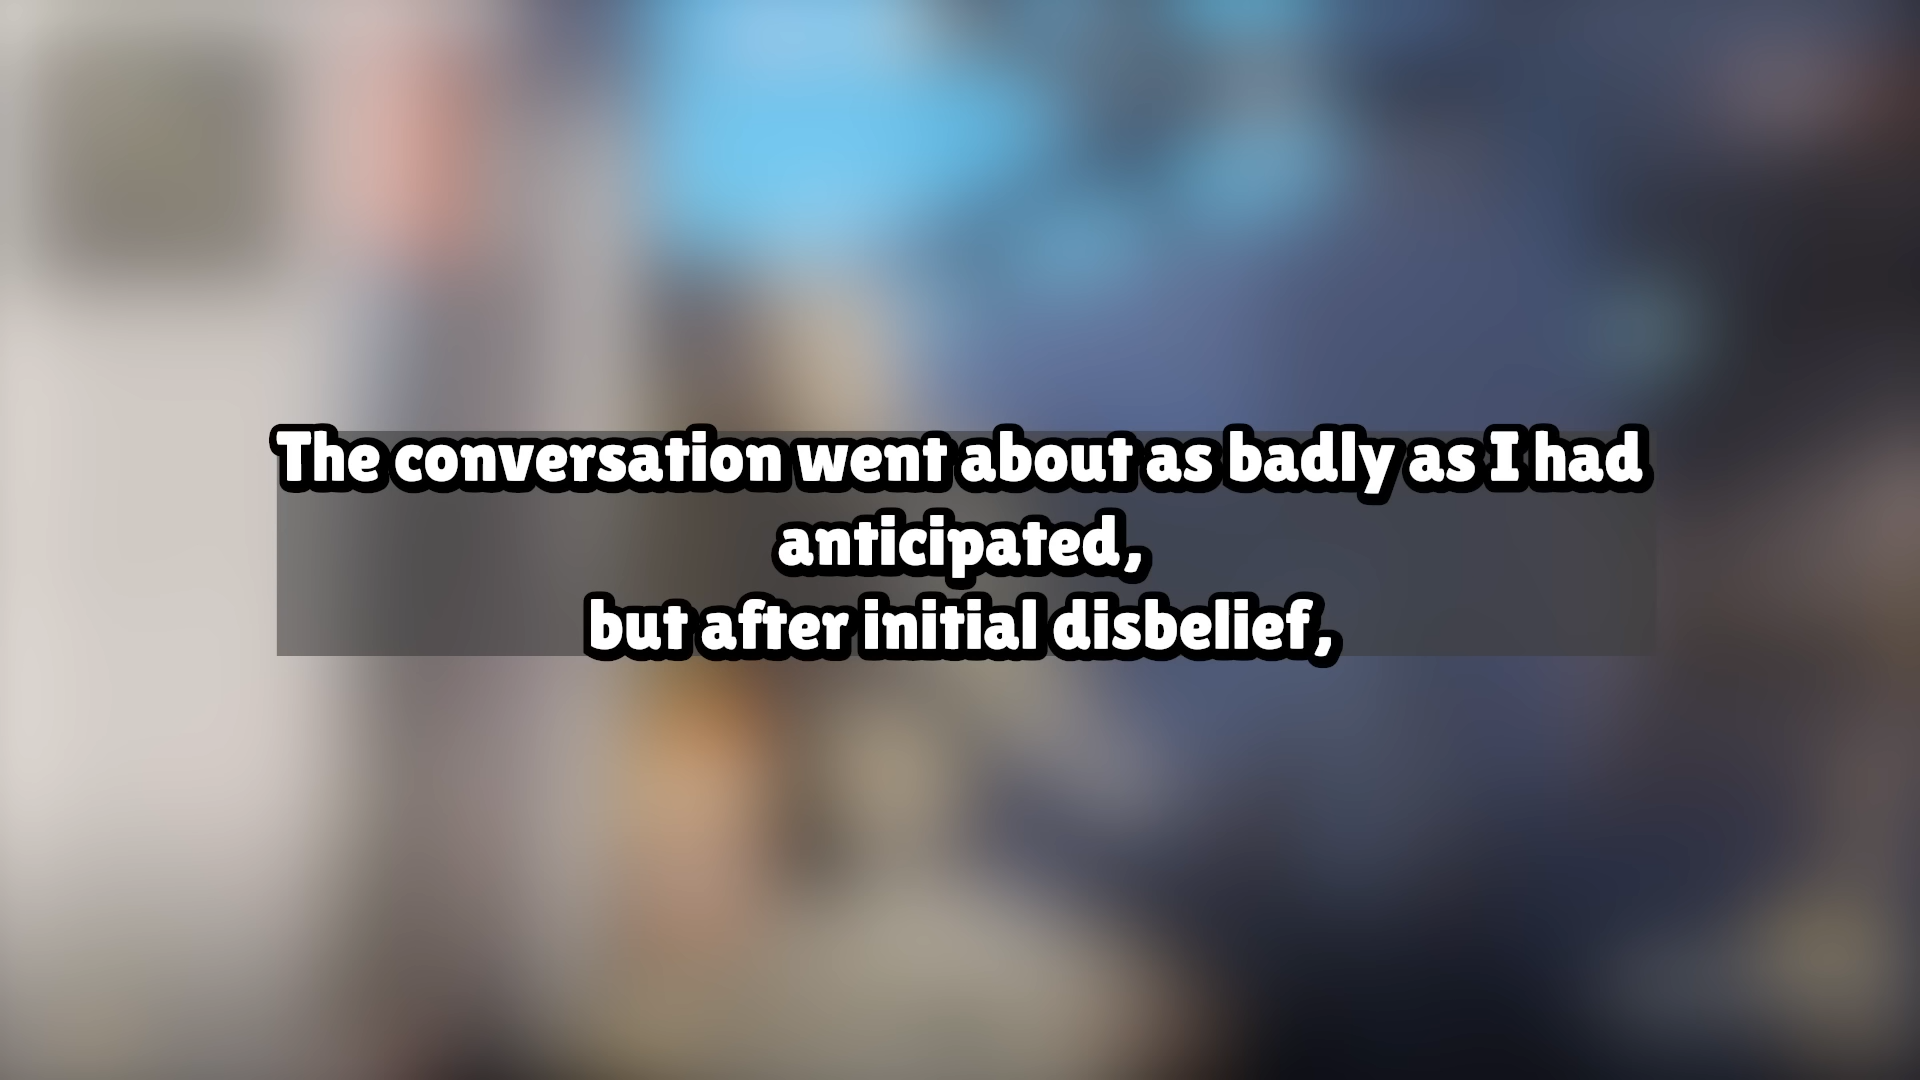 The conversation went about as badly as I had
anticipated,
but after initial disbelief,